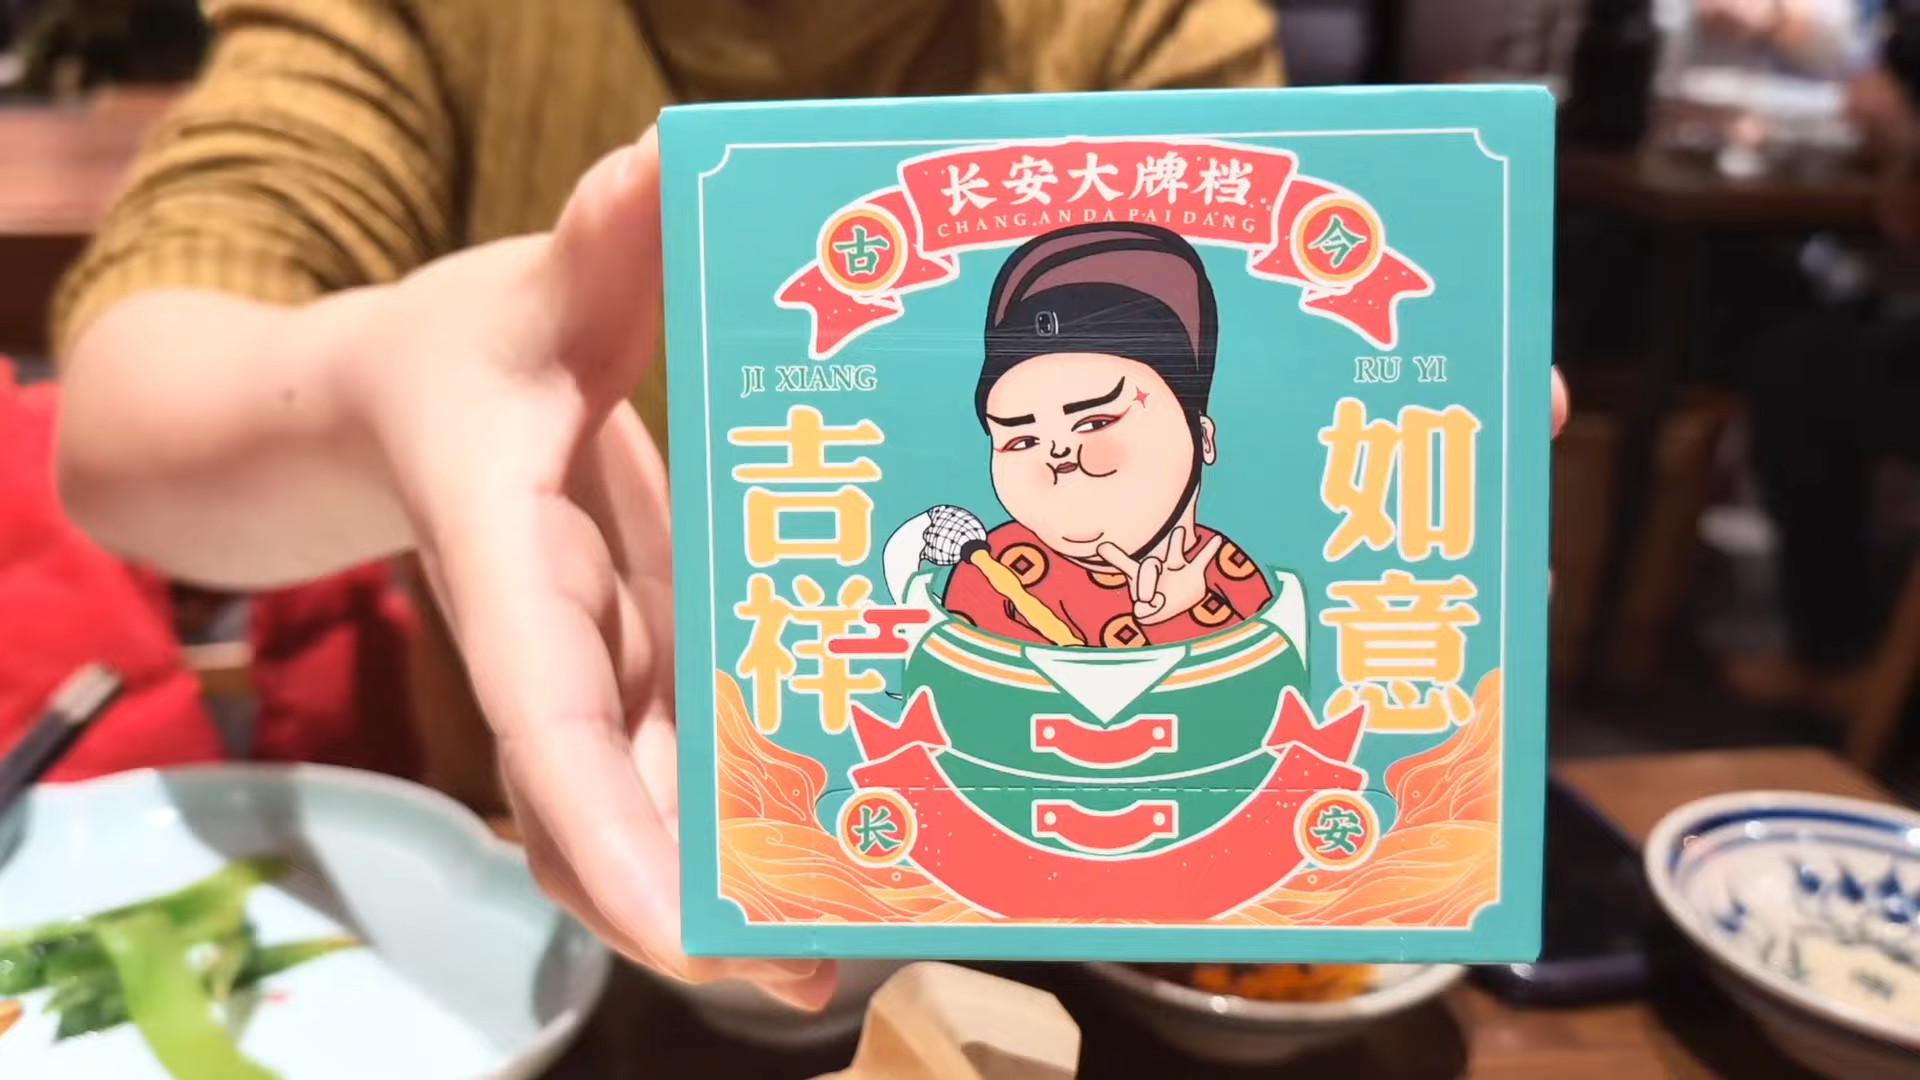 长安大牌档
CHANG,AN DA PAI DANG
古今
JI XIANG
吉祥
RU YI
如意
长安